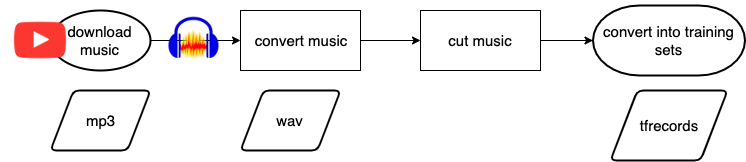 download
music
convert music
cut music
convert into training
sets
mp3
wav
tfrecords